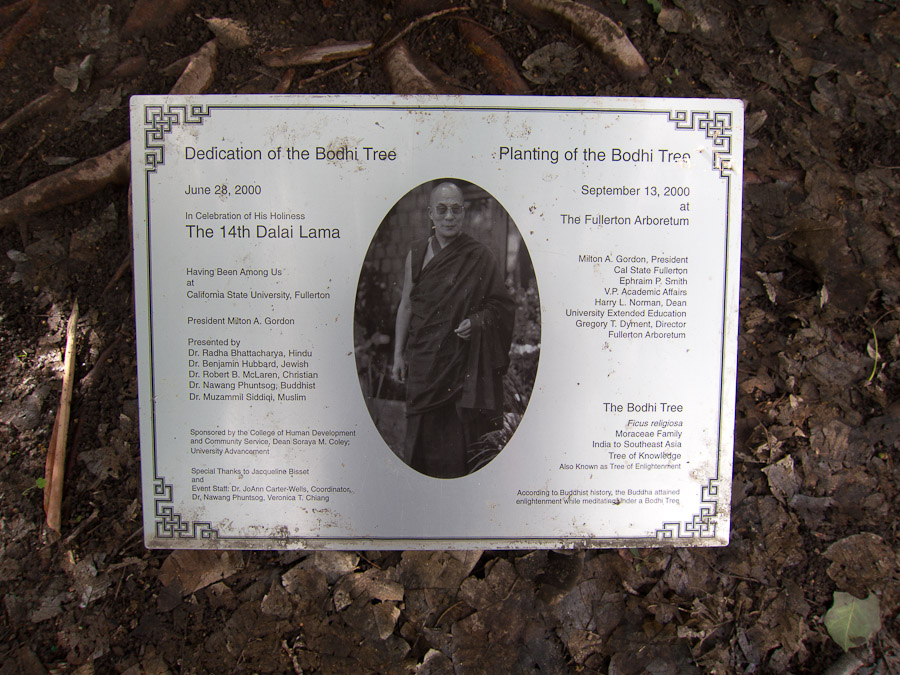 Dedication of the Bodhi Tree
June 28, 2000
In Celebration of His Holiness
The 14th Dalai Lama
Having Been Among Us
at
California State University, Fullerton
President Milton A. Gordon
Presented by
Dr. Radha Bhattacharya, Hindu
Dr. Benjamin Hubbard, Jewish
Dr. Robert B. McLaren, Christian
Dr. Nawang Phuntsog, Buddhist
Dr. Muzammil Siddiqi, Muslim
Sponsored by the College of Human Development
and Community Service, Dean Soraya M. Coley;
University Advancement
Special Thanks to Jacqueline Bisset
and
Event Staff: Dr. JoAnn Carter-Wells, Coordinator,
Dr, Nawang Phuntsog, Veronica T. Chiang
Planting of the Bodhi Tree
September 13, 2000
at
The Fullerton Arboretum
Milton A. Gordon, President
Cal State Fullerton
Ephraim P. Smith
V.P. Academic Affairs
Harry L. Norman, Dean
University Extended Education
Gregory T. Dyment, Director
Fullerton Arboretum
The Bodhi Tree
Ficus religiosa
Moraceae Family
India to Southeast Asia
Tree of Knowledge
Also Known as Tree of Enlightenment
According to Buddhist history, the Buddha attained
enlightenment while meditating under a Bodhi Tree